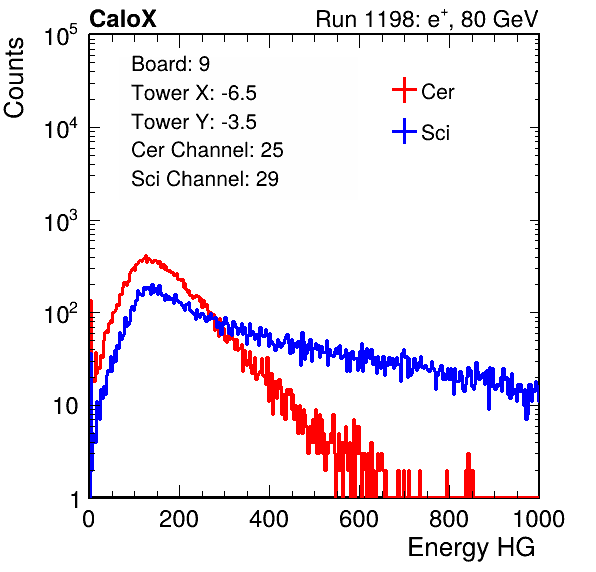 CaloX Run 1198: e⁺, 80 GeV
Counts
10⁵
10⁴
10³
10²
10
1
Board: 9
Tower X: -6.5
Tower Y: -3.5
Cer Channel: 25
Sci Channel: 29
Cer
Sci
0 200 400 600 800 1000
Energy HG